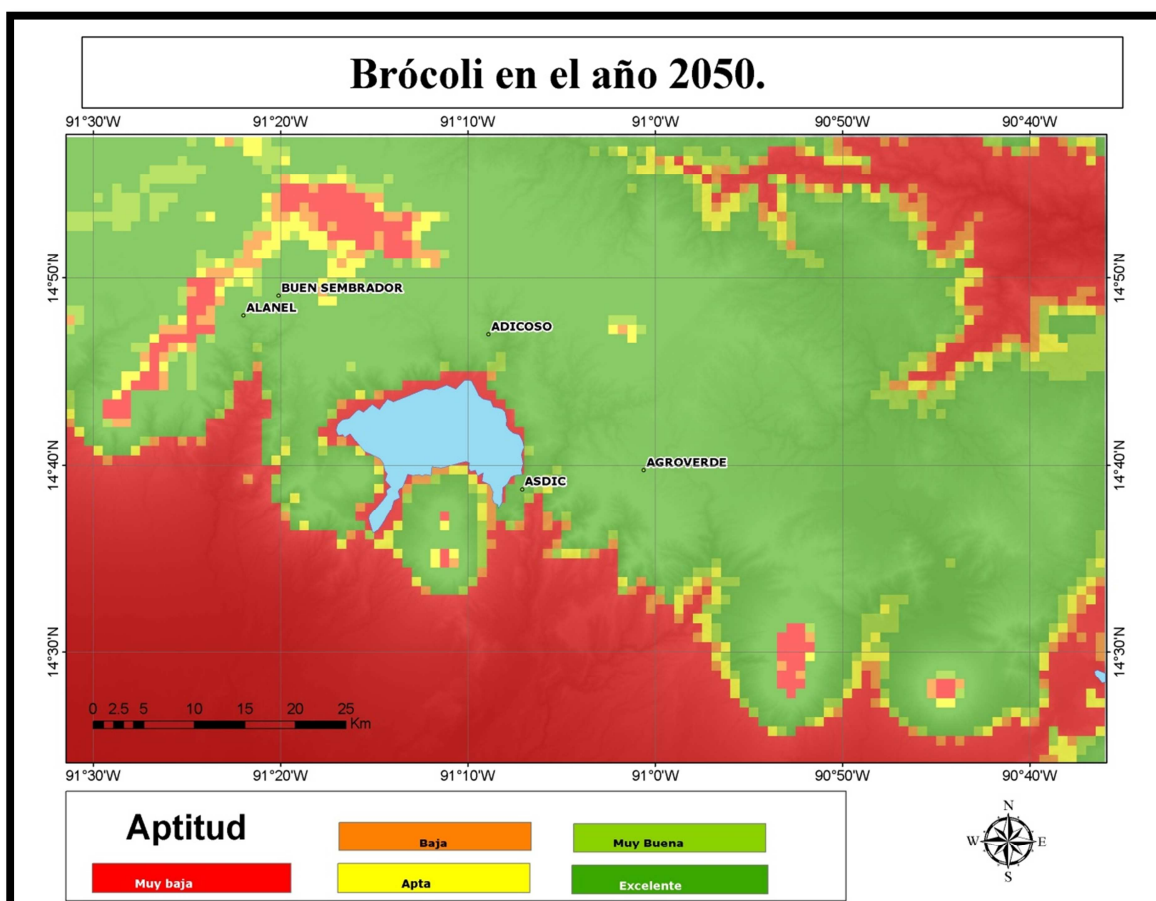 Brócoli en el año 2050.
91°30'W 91°20'W 91°10'W 91°0'W 90°50'W 90°40'W
14°50'N 14°50'N
BUEN SEMBRADOR
ALANEL
ADICOSO
14°40'N 14°40'N
AGROVERDE
ASDIC
14°30'N 14°30'N
0 2.5 5 10 15 20 25
Km
91°30'W 91°20'W 91°10'W 91°0'W 90°50'W 90°40'W
Aptitud
Baja
Muy Buena
Muy baja
Apta
Excelente
N
W E
S